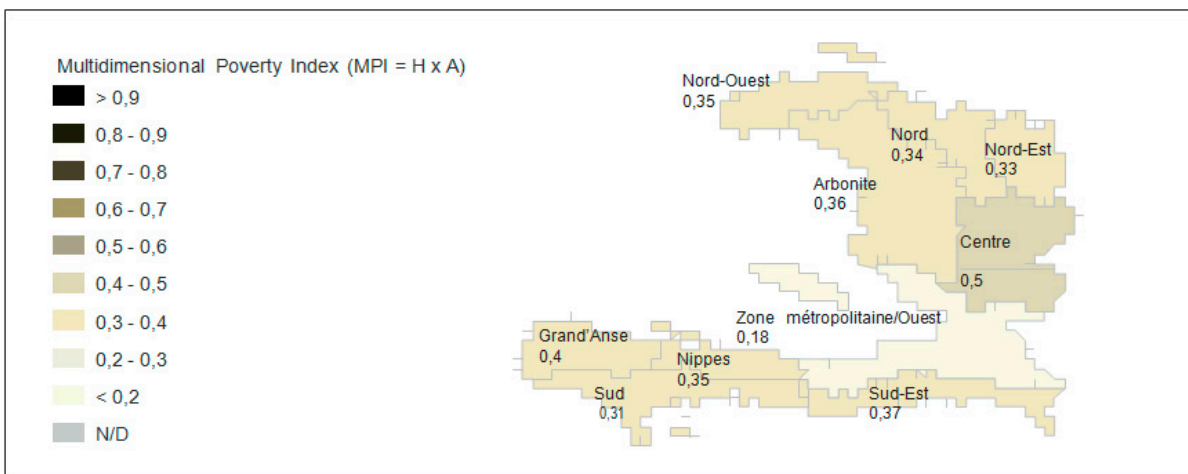 Multidimensional Poverty Index (MPI = H x A)
> 0,9
0,8 - 0,9
0,7 - 0,8
0,6 - 0,7
0,5 - 0,6
0,4 - 0,5
0,3 - 0,4
0,2 - 0,3
< 0,2
N/D
Nord-Ouest
0,35
Nord
0,34
Nord-Est
0,33
Arbonite
0,36
Centre
0,5
Zone métropolitaine/Ouest
0,18
Grand'Anse
0,4
Nippes
0,35
Sud
0,31
Sud-Est
0,37